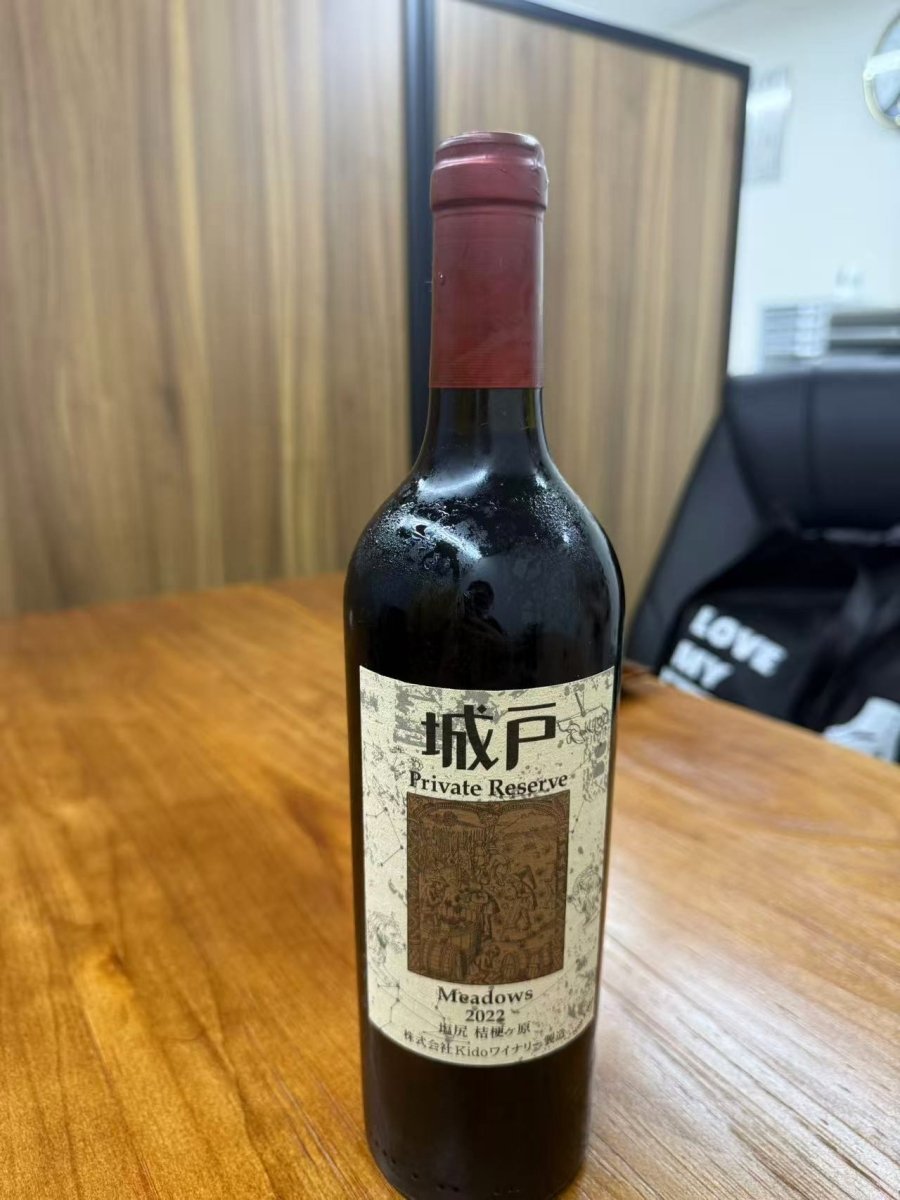 城戸
Private Reserve
Meadows
2022
塩尻 桔梗ヶ原
株式会社Kidoワイナリー製造
LOVE
MY